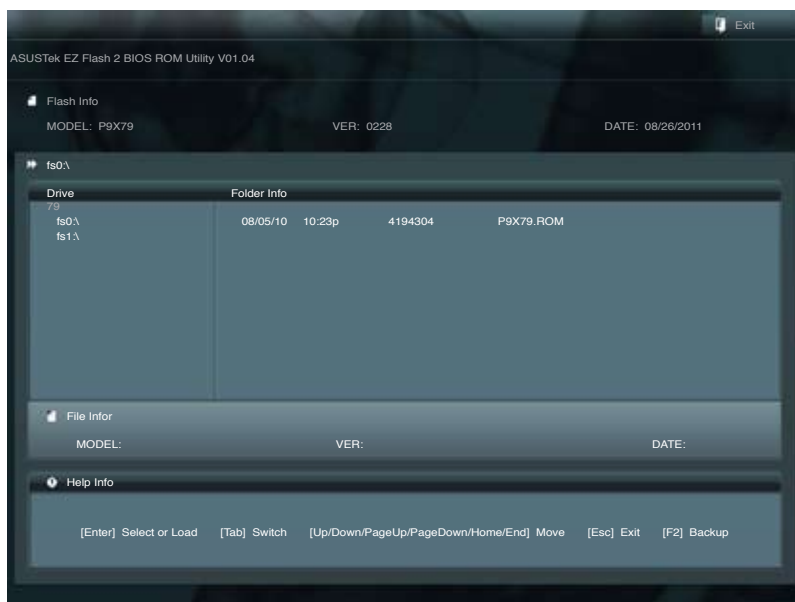 Exit
ASUSTek EZ Flash 2 BIOS ROM Utility V01.04
Flash Info
MODEL: P9X79 VER: 0228 DATE: 08/26/2011
fs0:\
Drive Folder Info
79
fs0:\ 08/05/10 10:23p 4194304 P9X79.ROM
fs1:\
File Infor
MODEL: VER: DATE:
Help Info
[Enter] Select or Load [Tab] Switch [Up/Down/PageUp/PageDown/Home/End] Move [Esc] Exit [F2] Backup